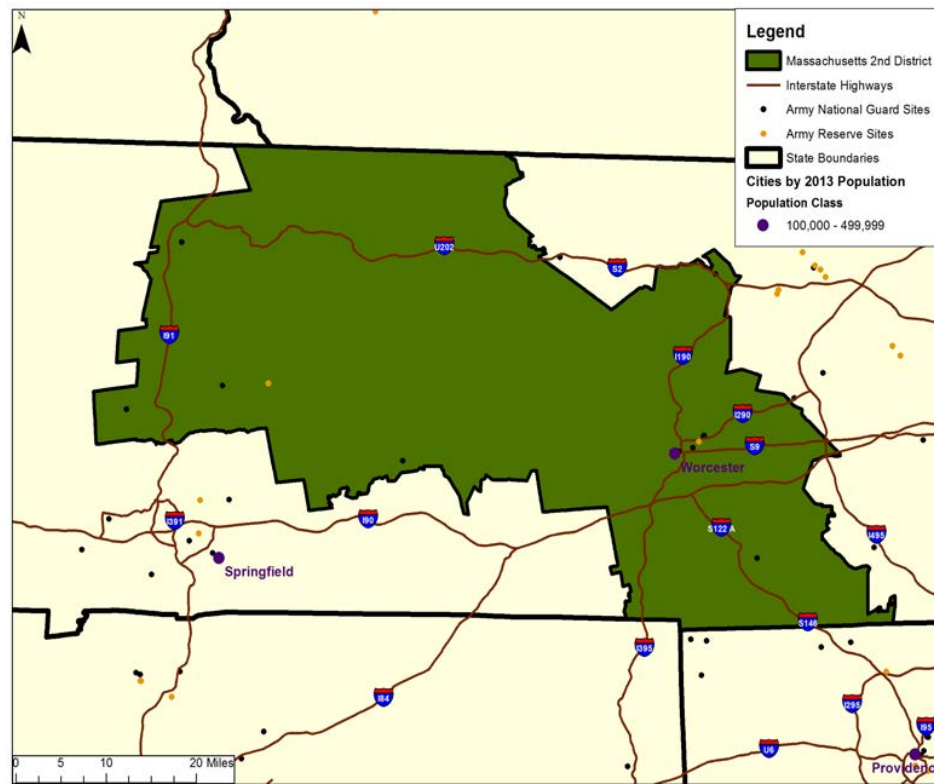 N
Legend
Massachusetts 2nd District
Interstate Highways
Army National Guard Sites
Army Reserve Sites
State Boundaries
Cities by 2013 Population
Population Class
100,000 - 499,999
U202
S2
I91
I190
I290
S9
Worcester
I391
I90
S122 A
I495
Springfield
S146
I395
I84
I295
I95
U6
Providenc
0 5 10 20 Miles